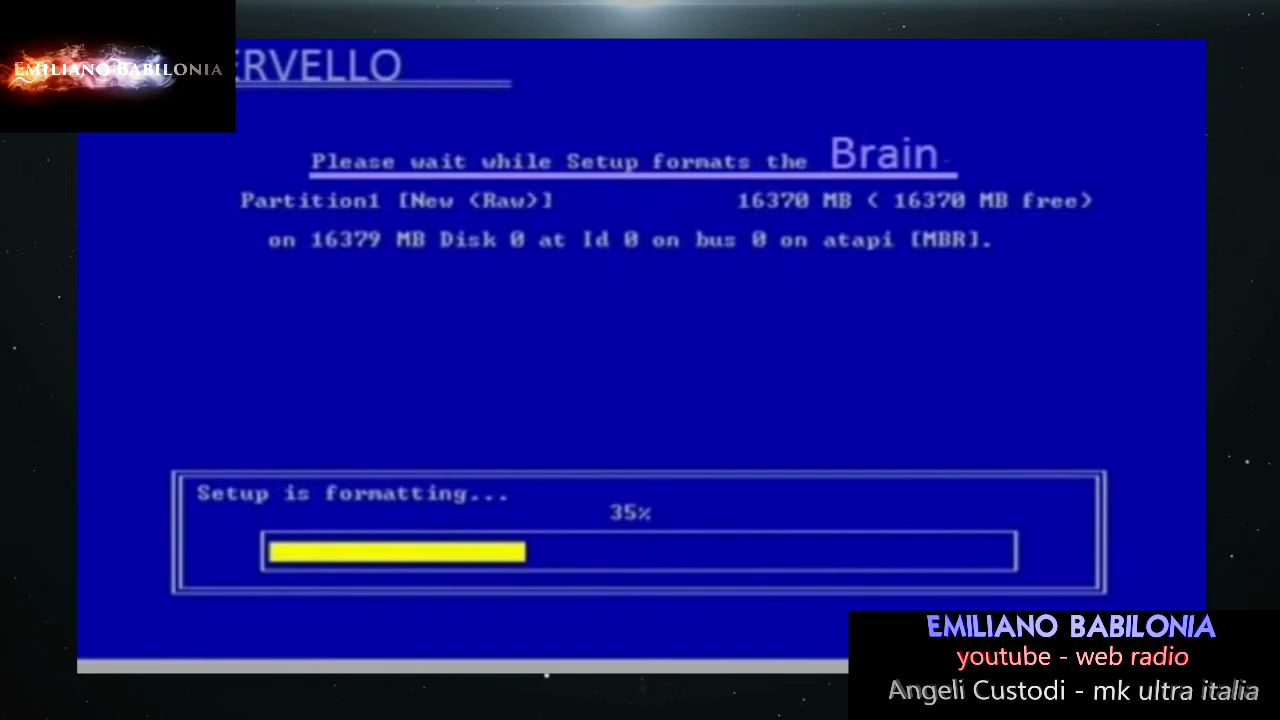 EMILIANO BABILONIA
ERVELLO
Please wait while Setup formats the Brain
Partition1 [New (Raw)] 16370 MB ( 16370 MB free)
on 16379 MB Disk 0 at Id 0 on bus 0 on atapi [MBR].
Setup is formatting...
35%
EMILIANO BABILONIA
youtube - web radio
Angeli Custodi - mk ultra italia